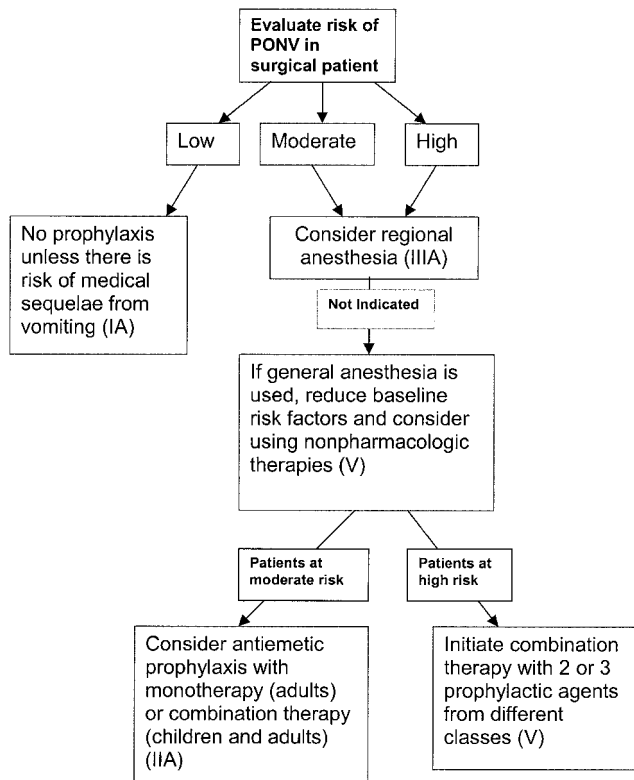 Evaluate risk of
PONV in
surgical patient
Low
Moderate
High
No prophylaxis
unless there is
risk of medical
sequelae from
vomiting (IA)
Consider regional
anesthesia (IIIA)
Not Indicated
If general anesthesia is
used, reduce baseline
risk factors and consider
using nonpharmacologic
therapies (V)
Patients at
moderate risk
Patients at
high risk
Consider antiemetic
prophylaxis with
monotherapy (adults)
or combination therapy
(children and adults)
(IIA)
Initiate combination
therapy with 2 or 3
prophylactic agents
from different
classes (V)